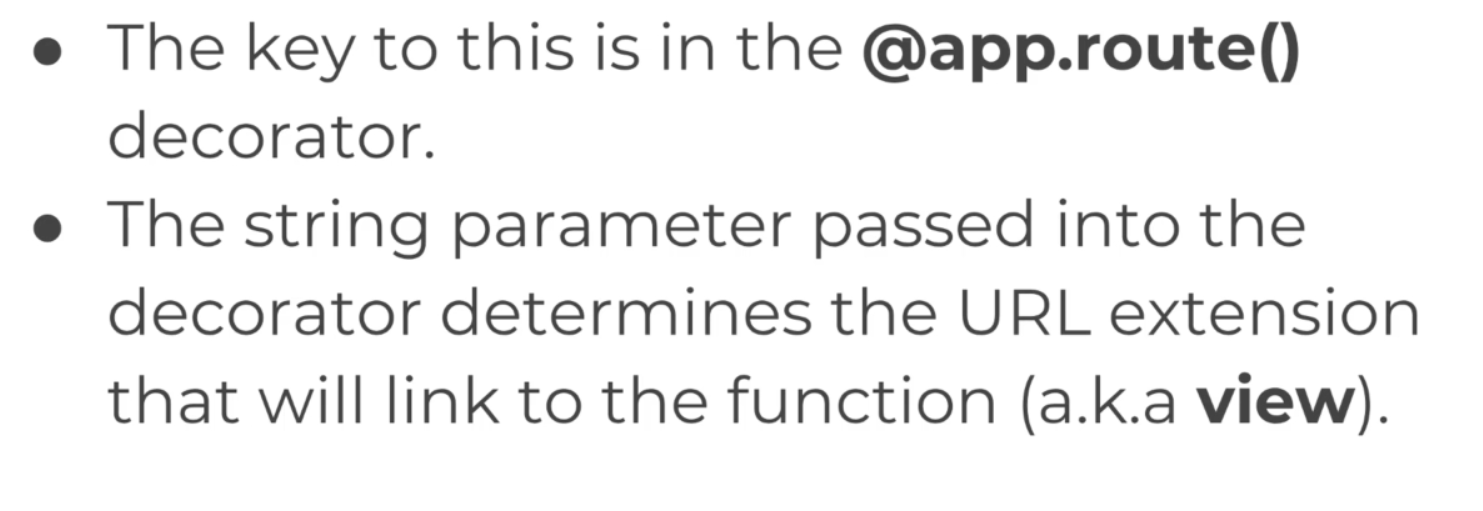 ● The key to this is in the @app.route()
decorator.
● The string parameter passed into the
decorator determines the URL extension
that will link to the function (a.k.a view).